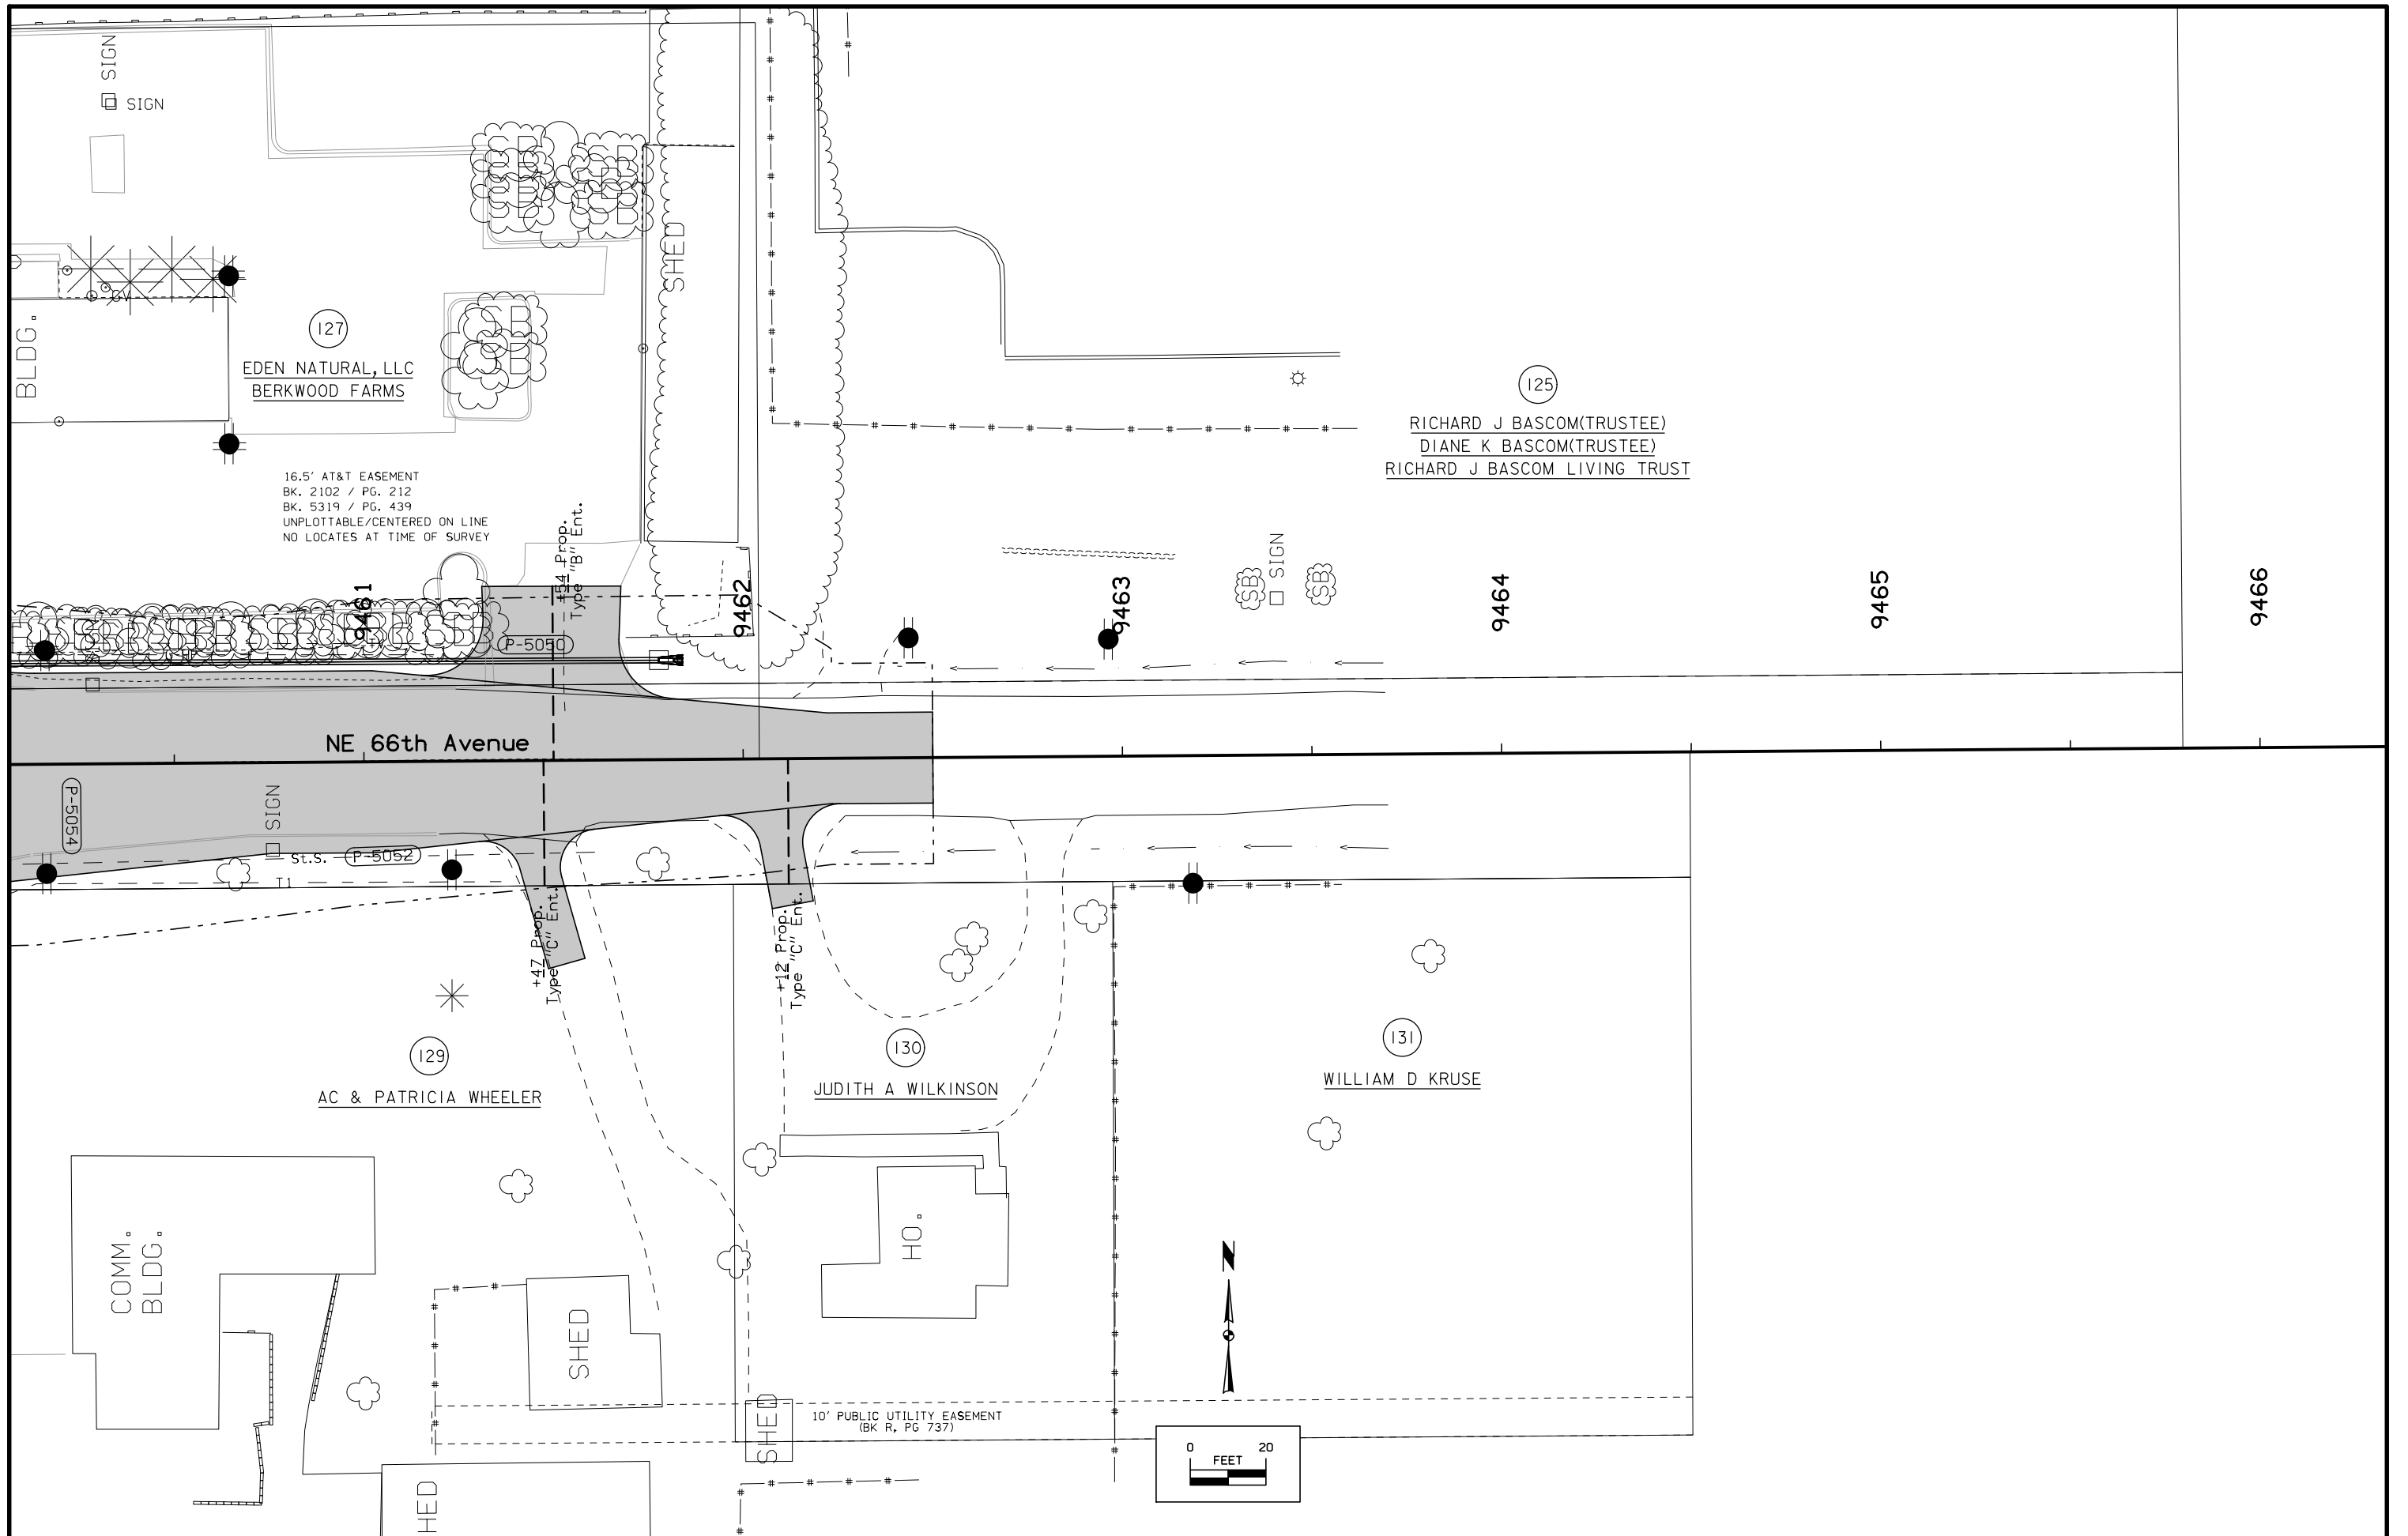 SIGN
SIGN
SHED
BLDG.
127
EDEN NATURAL, LLC
BERKWOOD FARMS
125
RICHARD J BASCOM(TRUSTEE)
DIANE K BASCOM(TRUSTEE)
RICHARD J BASCOM LIVING TRUST
16.5' AT&T EASEMENT
BK. 2102 / PG. 212
BK. 5319 / PG. 439
UNPLOTTABLE/CENTERED ON LINE
NO LOCATES AT TIME OF SURVEY
+54 Prop.
Type "B" Ent.
SIGN
SB
SB
9461
9462
9463
9464
9465
9466
P-5050
NE 66th Avenue
P-5054
SIGN
St.S.
P-5052
T1
+47 Prop.
Type "C" Ent.
+12 Prop.
Type "C" Ent.
129
AC & PATRICIA WHEELER
130
JUDITH A WILKINSON
131
WILLIAM D KRUSE
COMM.
BLDG.
HO.
N
SHED
SHED
10' PUBLIC UTILITY EASEMENT
(BK R, PG 737)
0 20
FEET
HED